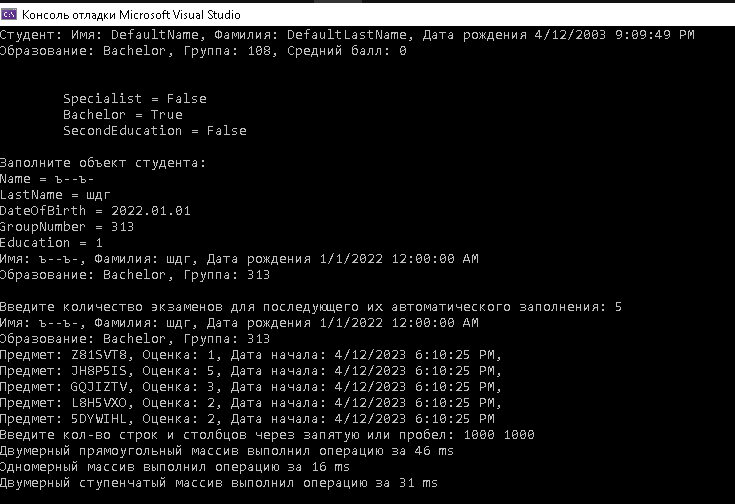 Консоль отладки Microsoft Visual Studio
Студент: Имя: DefaultName, Фамилия: DefaultLastName, Дата рождения 4/12/2003 9:09:49 PM
Образование: Bachelor, Группа: 108, Средний балл: 0
Specialist = False
Bachelor = True
SecondEducation = False
Заполните объект студента:
Name = ъ--ъ-
LastName = шдг
DateOfBirth = 2022.01.01
GroupNumber = 313
Education = 1
Имя: ъ--ъ-, Фамилия: шдг, Дата рождения 1/1/2022 12:00:00 AM
Образование: Bachelor, Группа: 313
Введите количество экзаменов для последующего их автоматического заполнения: 5
Имя: ъ--ъ-, Фамилия: шдг, Дата рождения 1/1/2022 12:00:00 AM
Образование: Bachelor, Группа: 313
Предмет: Z81SVT8, Оценка: 1, Дата начала: 4/12/2023 6:10:25 PM,
Предмет: JH8P5IS, Оценка: 5, Дата начала: 4/12/2023 6:10:25 PM,
Предмет: GQJIZTV, Оценка: 3, Дата начала: 4/12/2023 6:10:25 PM,
Предмет: L8H5VXO, Оценка: 2, Дата начала: 4/12/2023 6:10:25 PM,
Предмет: 5DYWIHL, Оценка: 2, Дата начала: 4/12/2023 6:10:25 PM
Введите кол-во строк и столбцов через запятую или пробел: 1000 1000
Двумерный прямоугольный массив выполнил операцию за 46 ms
Одномерный массив выполнил операцию за 16 ms
Двумерный ступенчатый массив выполнил операцию за 31 ms